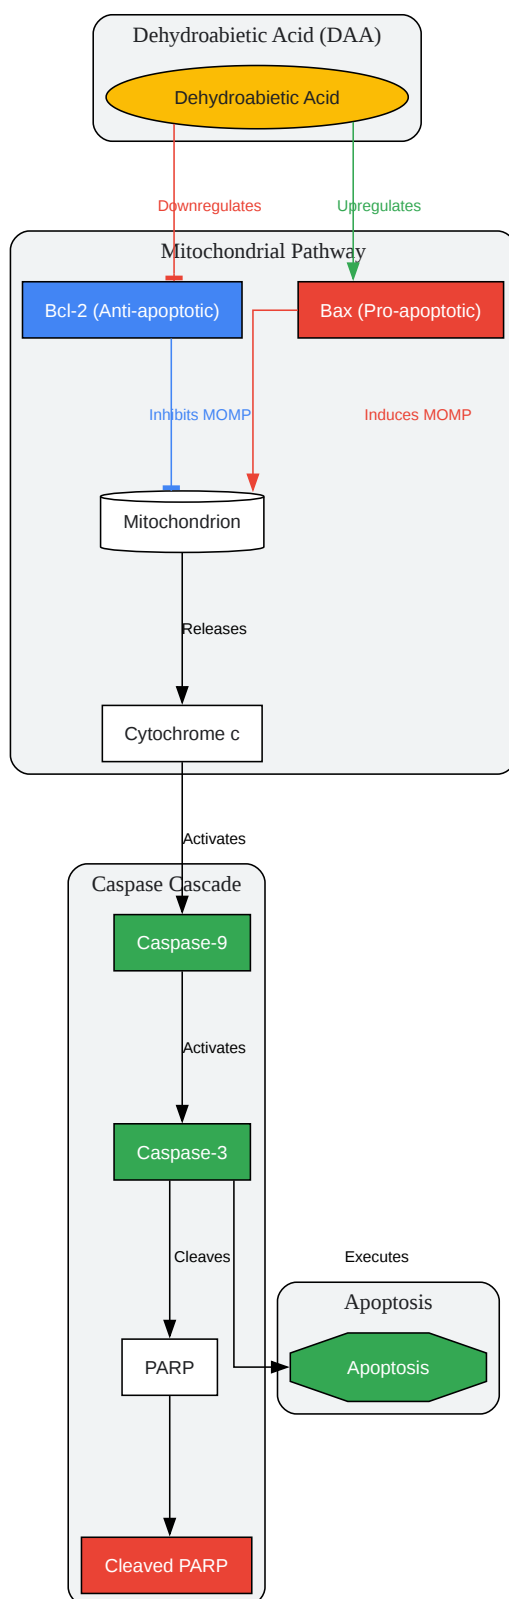 Dehydroabietic Acid (DAA)
Dehydroabietic Acid
Downregulates
Upregulates
Mitochondrial Pathway
Bcl-2 (Anti-apoptotic)
Bax (Pro-apoptotic)
Inhibits MOMP
Induces MOMP
Mitochondrion
Releases
Cytochrome c
Activates
Caspase Cascade
Caspase-9
Activates
Caspase-3
Cleaves
Executes
Apoptosis
PARP
Apoptosis
Cleaved PARP